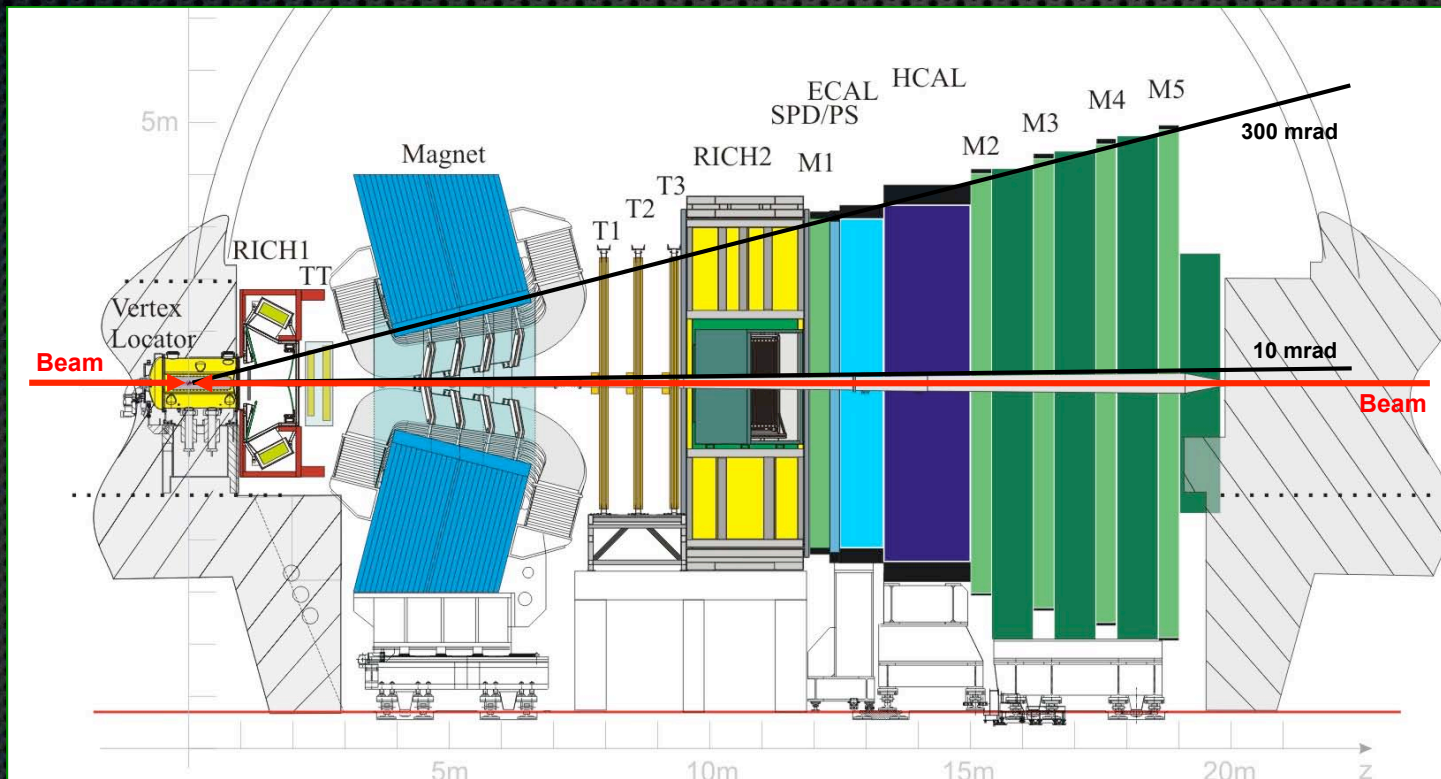 ECAL
HCAL
SPD/PS
M1
M2
M3
M4
M5
5m
Magnet
RICH2
300 mrad
T1
T2
T3
RICH1
TT
Vertex
Locator
Beam
10 mrad
Beam
5m
10m
15m
20m
z